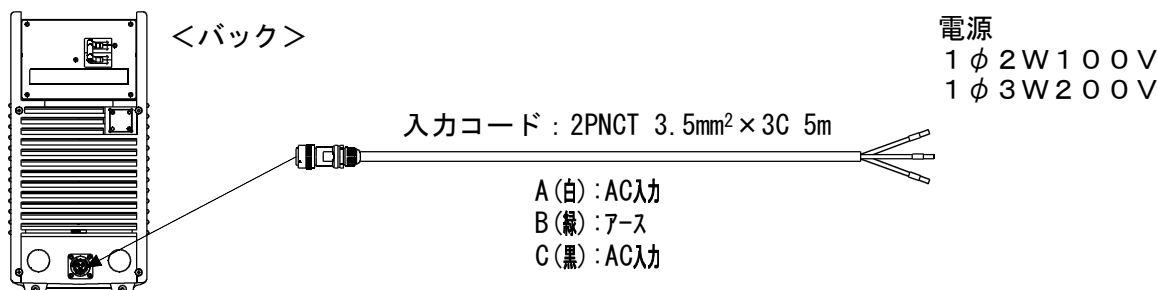 <バック>
電源
1φ2W100V
1φ3W200V
入力コード:2PNCT 3.5mm²×3C 5m
A(白):AC入力
B(緑):アース
C(黒):AC入力